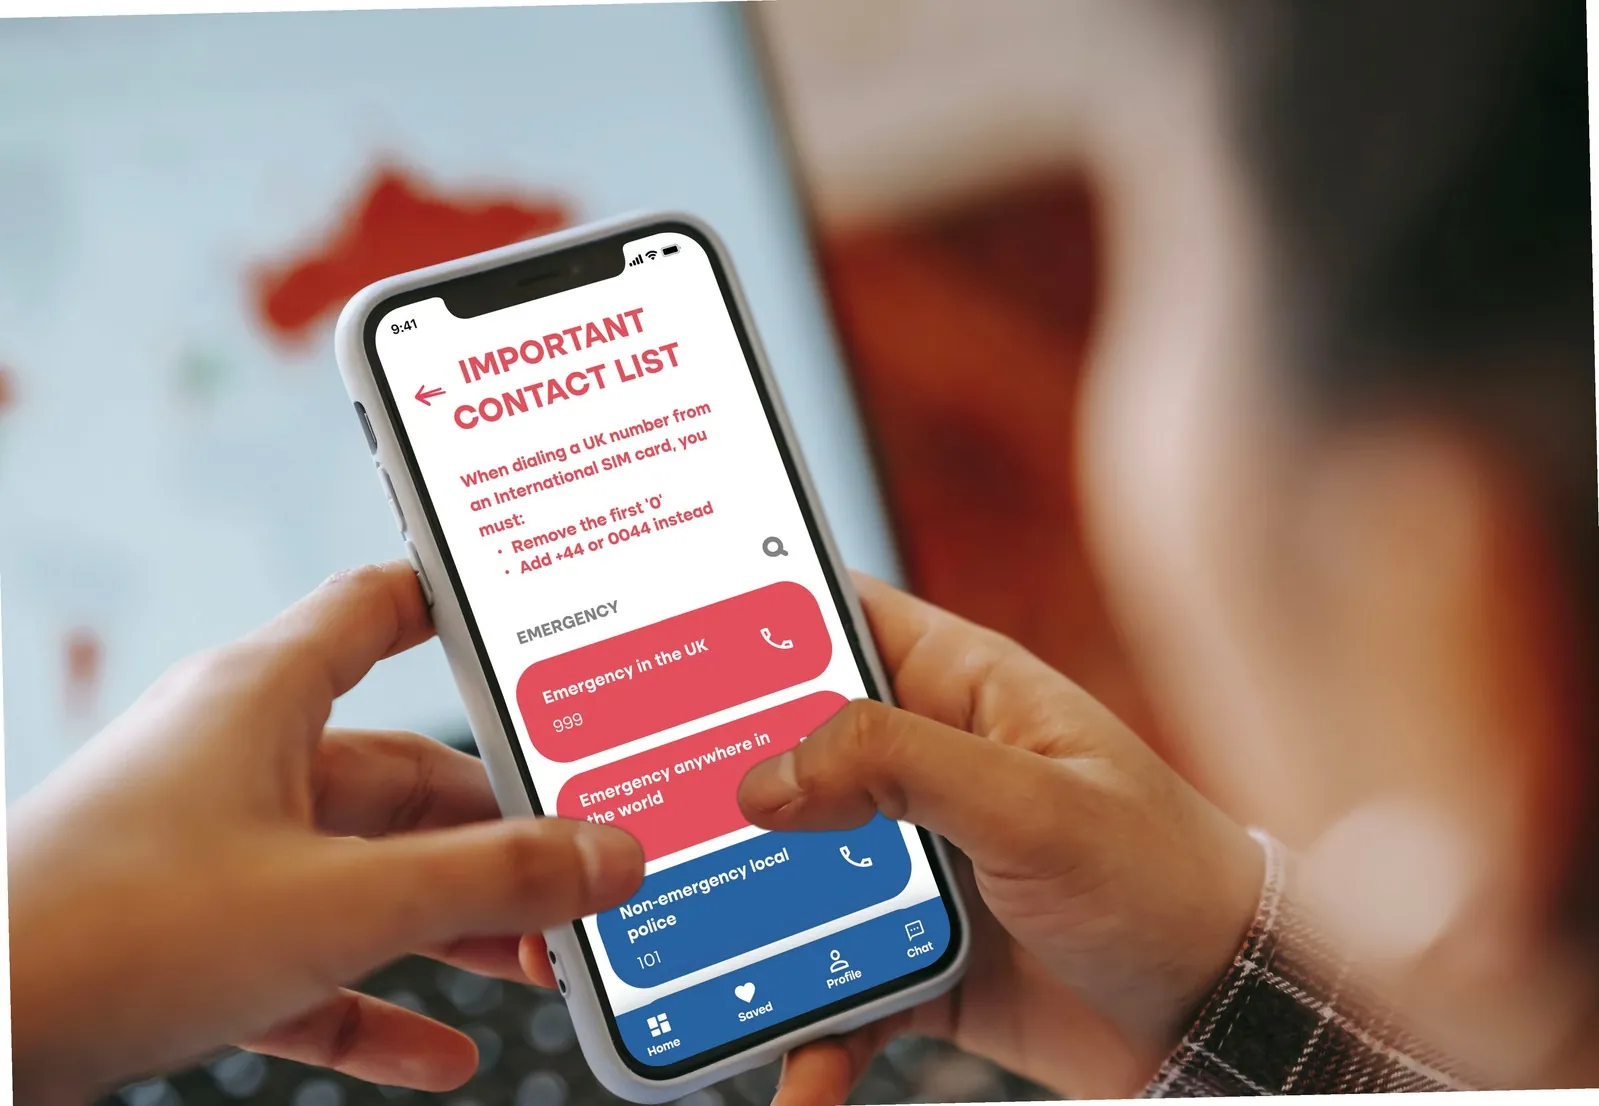 9:41
IMPORTANT
CONTACT LIST
When dialing a UK number from
an International SIM card, you
must:
• Remove the first '0'
• Add +44 or 0044 instead
EMERGENCY
Emergency in the UK
999
Emergency anywhere in
the world
Non-emergency local
police
101
Home
Saved
Profile
Chat